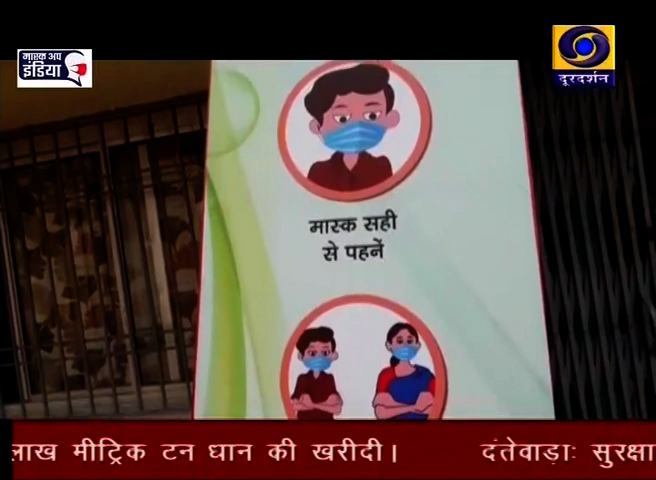 मास्क अप
इंडिया
दूरदर्शन
मास्क सही
से पहनें
लाख मीट्रिक टन धान की खरीदी। दंतेवाड़ाः सुरक्षा